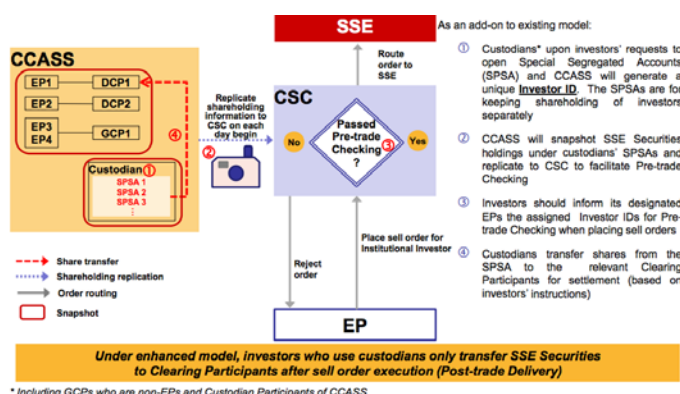 SSE
As an add-on to existing model:
CCASS
EP1
DCP1
EP2
DCP2
EP3
EP4
GCP1
④
Custodian①
SPSA 1
SPSA 2
SPSA 3
⋮
Replicate
shareholding
information to
CSC on each
day begin
②
Route
order to
SSE
CSC
No
Passed
Pre-trade
Checking③
?
Yes
Reject
order
Place sell order for
Institutional Investor
EP
Share transfer
Shareholding replication
Order routing
Snapshot
① Custodians* upon investors' requests to
open Special Segregated Accounts
(SPSA) and CCASS will generate a
unique Investor ID. The SPSAs are for
keeping shareholding of investors
separately
② CCASS will snapshot SSE Securities
holdings under custodians' SPSAs and
replicate to CSC to facilitate Pre-trade
Checking
③ Investors should inform its designated
EPs the assigned Investor IDs for Pre-
trade Checking when placing sell orders
④ Custodians transfer shares from the
SPSA to the relevant Clearing
Participants for settlement (based on
investors' instructions)
Under enhanced model, investors who use custodians only transfer SSE Securities
to Clearing Participants after sell order execution (Post-trade Delivery)
* Including GCPs who are non-EPs and Custodian Participants of CCASS